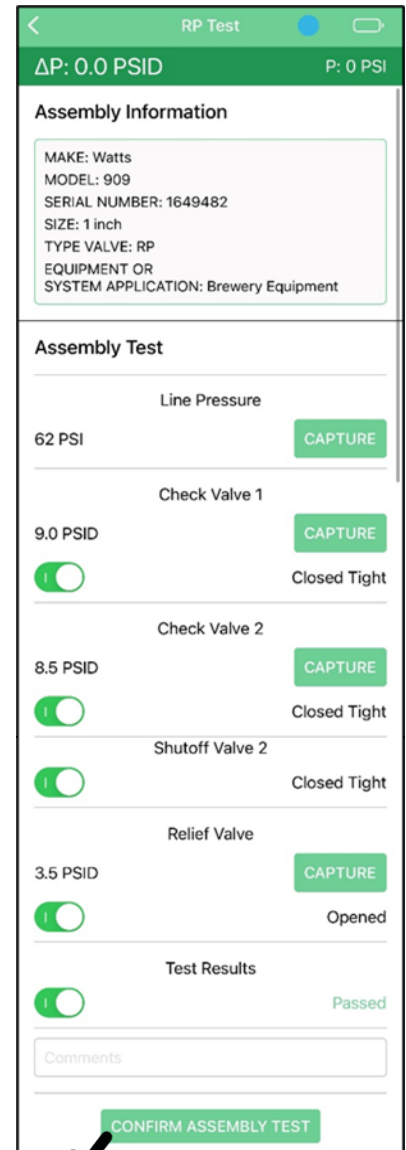 RP Test
ΔP: 0.0 PSID P: 0 PSI
Assembly Information
MAKE: Watts
MODEL: 909
SERIAL NUMBER: 1649482
SIZE: 1 inch
TYPE VALVE: RP
EQUIPMENT OR
SYSTEM APPLICATION: Brewery Equipment
Assembly Test
Line Pressure
62 PSI CAPTURE
Check Valve 1
9.0 PSID CAPTURE
Closed Tight
Check Valve 2
8.5 PSID CAPTURE
Closed Tight
Shutoff Valve 2
Closed Tight
Relief Valve
3.5 PSID CAPTURE
Opened
Test Results
Passed
Comments
CONFIRM ASSEMBLY TEST